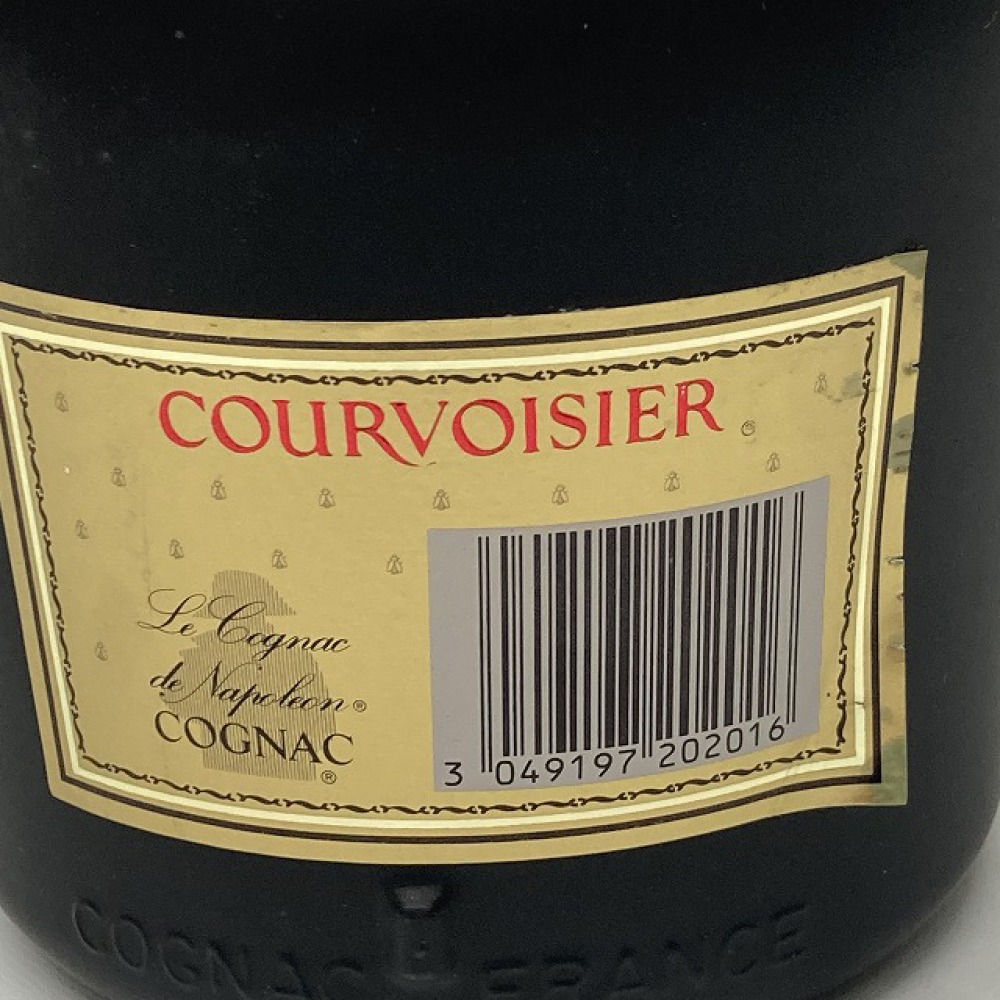 COURVOISIER ®
Le Cognac
de Napoleon ®
COGNAC
®
3 049197 202016
COGNAC FRANCE